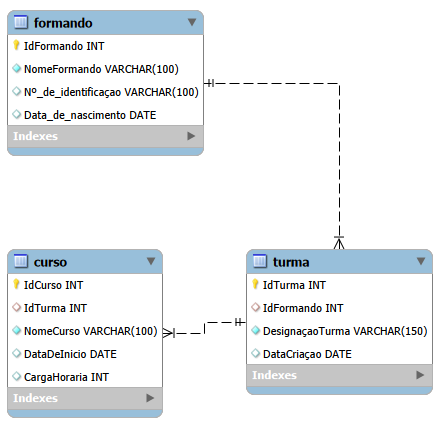 formando
IdFormando INT
NomeFormando VARCHAR(100)
Nº_de_identificaçao VARCHAR(100)
Data_de_nascimento DATE
Indexes
curso
IdCurso INT
IdTurma INT
NomeCurso VARCHAR(100)
DataDeInicio DATE
CargaHoraria INT
Indexes
turma
IdTurma INT
IdFormando INT
DesignaçaoTurma VARCHAR(150)
DataCriaçao DATE
Indexes